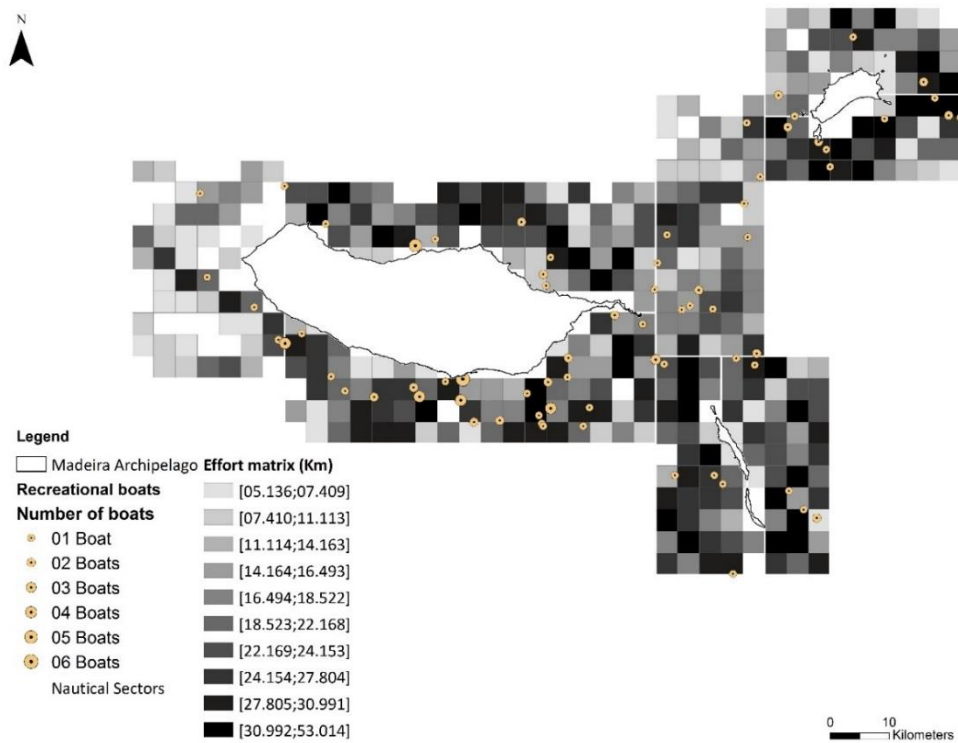 N
Legend
Madeira Archipelago
Recreational boats
Number of boats
01 Boat
02 Boats
03 Boats
04 Boats
05 Boats
06 Boats
Nautical Sectors
Effort matrix (Km)
[05.136;07.409]
[07.410;11.113]
[11.114;14.163]
[14.164;16.493]
[16.494;18.522]
[18.523;22.168]
[22.169;24.153]
[24.154;27.804]
[27.805;30.991]
[30.992;53.014]
0 10
Kilometers